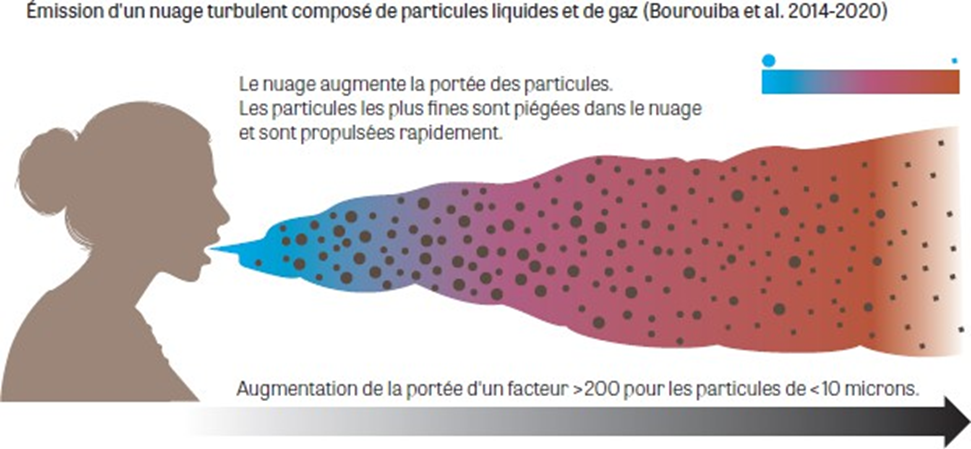 Émission d'un nuage turbulent composé de particules liquides et de gaz (Bourouiba et al. 2014-2020)
Le nuage augmente la portée des particules.
Les particules les plus fines sont piégées dans le nuage
et sont propulsées rapidement.
Augmentation de la portée d'un facteur >200 pour les particules de <10 microns.